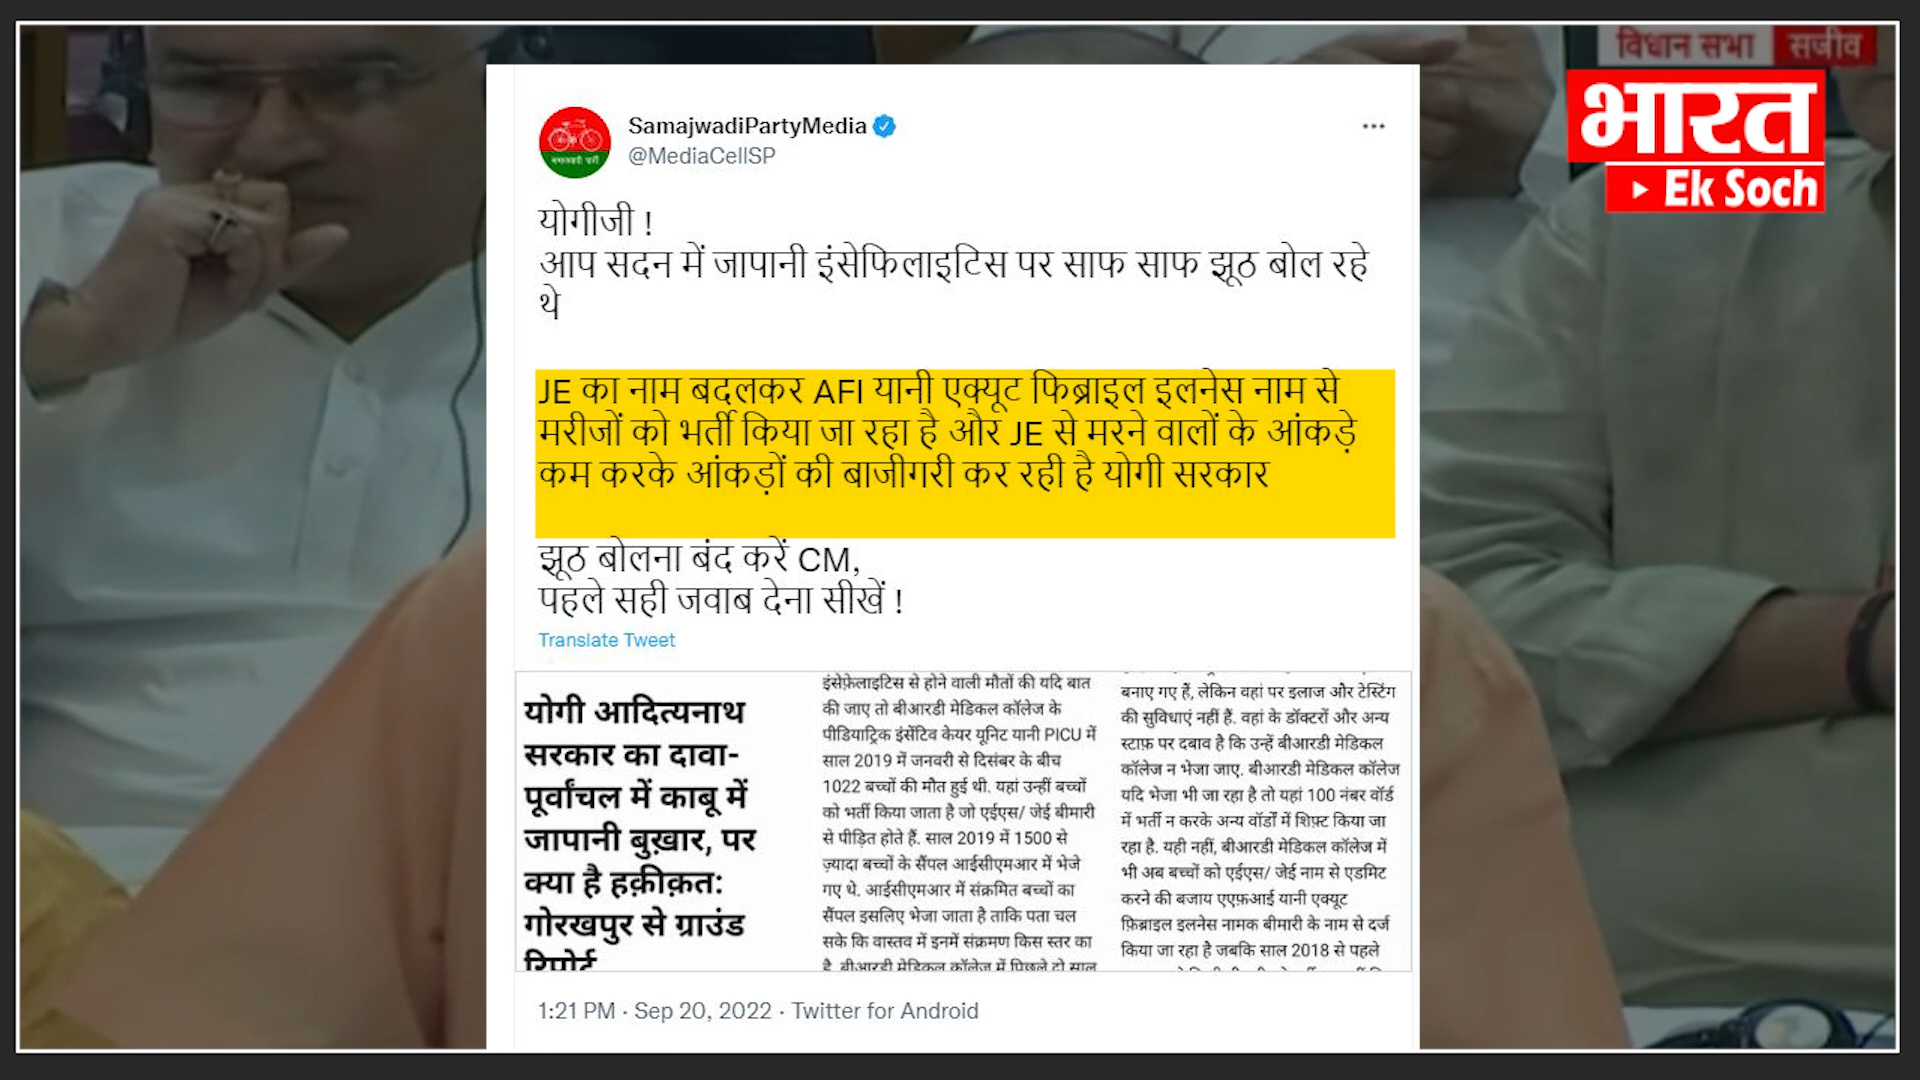 विधान सभा सजीव
भारत
Ek Soch
SamajwadiPartyMedia
@MediaCellSP
समाजवादी पार्टी
योगीजी !
आप सदन में जापानी इंसेफिलाइटिस पर साफ साफ झूठ बोल रहे
थे
JE का नाम बदलकर AFI यानी एक्यूट फिब्राइल इलनेस नाम से
मरीजों को भर्ती किया जा रहा है और JE से मरने वालों के आंकड़े
कम करके आंकड़ों की बाजीगरी कर रही है योगी सरकार
झूठ बोलना बंद करें CM,
पहले सही जवाब देना सीखें !
Translate Tweet
योगी आदित्यनाथ
सरकार का दावा-
पूर्वांचल में काबू में
जापानी बुख़ार, पर
क्या है हक़ीक़त:
गोरखपुर से ग्राउंड
रिपोर्ट
इंसेफ़ेलाइटिस से होने वाली मौतों की यदि बात
की जाए तो बीआरडी मेडिकल कॉलेज के
पीडियाट्रिक इंसेंटिव केयर यूनिट यानी PICU में
साल 2019 में जनवरी से दिसंबर के बीच
1022 बच्चों की मौत हुई थी. यहां उन्हीं बच्चों
को भर्ती किया जाता है जो एईएस/ जेई बीमारी
से पीड़ित होते हैं. साल 2019 में 1500 से
ज़्यादा बच्चों के सैंपल आईसीएमआर में भेजे
गए थे. आईसीएमआर में संक्रमित बच्चों का
सैंपल इसलिए भेजा जाता है ताकि पता चल
सके कि वास्तव में इनमें संक्रमण किस स्तर का
है. बीआरडी मेडिकल कॉलेज में पिछले दो साल
बनाए गए हैं, लेकिन वहां पर इलाज और टेस्टिंग
की सुविधाएं नहीं हैं. वहां के डॉक्टरों और अन्य
स्टाफ़ पर दबाव है कि उन्हें बीआरडी मेडिकल
कॉलेज न भेजा जाए. बीआरडी मेडिकल कॉलेज
यदि भेजा भी जा रहा है तो यहां 100 नंबर वॉर्ड
में भर्ती न करके अन्य वॉर्डों में शिफ़्ट किया जा
रहा है. यही नहीं, बीआरडी मेडिकल कॉलेज में
भी अब बच्चों को एईएस/ जेई नाम से एडमिट
करने की बजाय एएफ़आई यानी एक्यूट
फ़िब्राइल इलनेस नामक बीमारी के नाम से दर्ज
किया जा रहा है जबकि साल 2018 से पहले
1:21 PM · Sep 20, 2022 · Twitter for Android